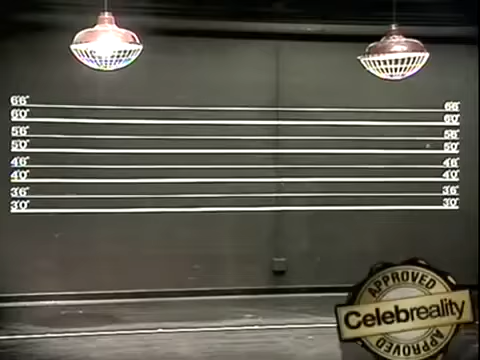 6'6" 6'6"
6'0" 6'0"
5'6" 5'6"
5'0" 5'0"
4'6" 4'6"
4'0" 4'0"
3'6" 3'6"
3'0" 3'0"
APPROVED
Celebreality
APPROVED